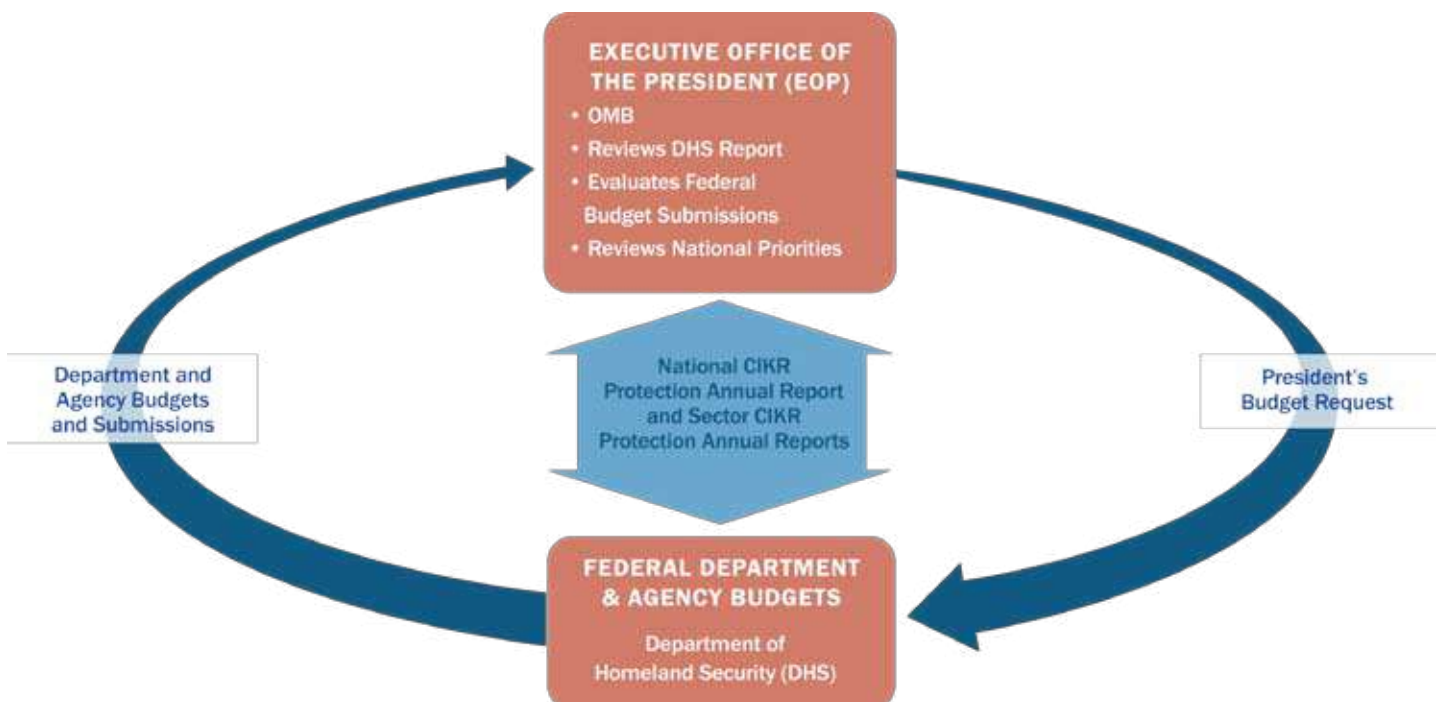 EXECUTIVE OFFICE OF
THE PRESIDENT (EOP)
• OMB
• Reviews DHS Report
• Evaluates Federal
Budget Submissions
• Reviews National Priorities
Department and
Agency Budgets
and Submissions
National CIKR
Protection Annual Report
and Sector CIKR
Protection Annual Reports
President's
Budget Request
FEDERAL DEPARTMENT
& AGENCY BUDGETS
Department of
Homeland Security (DHS)